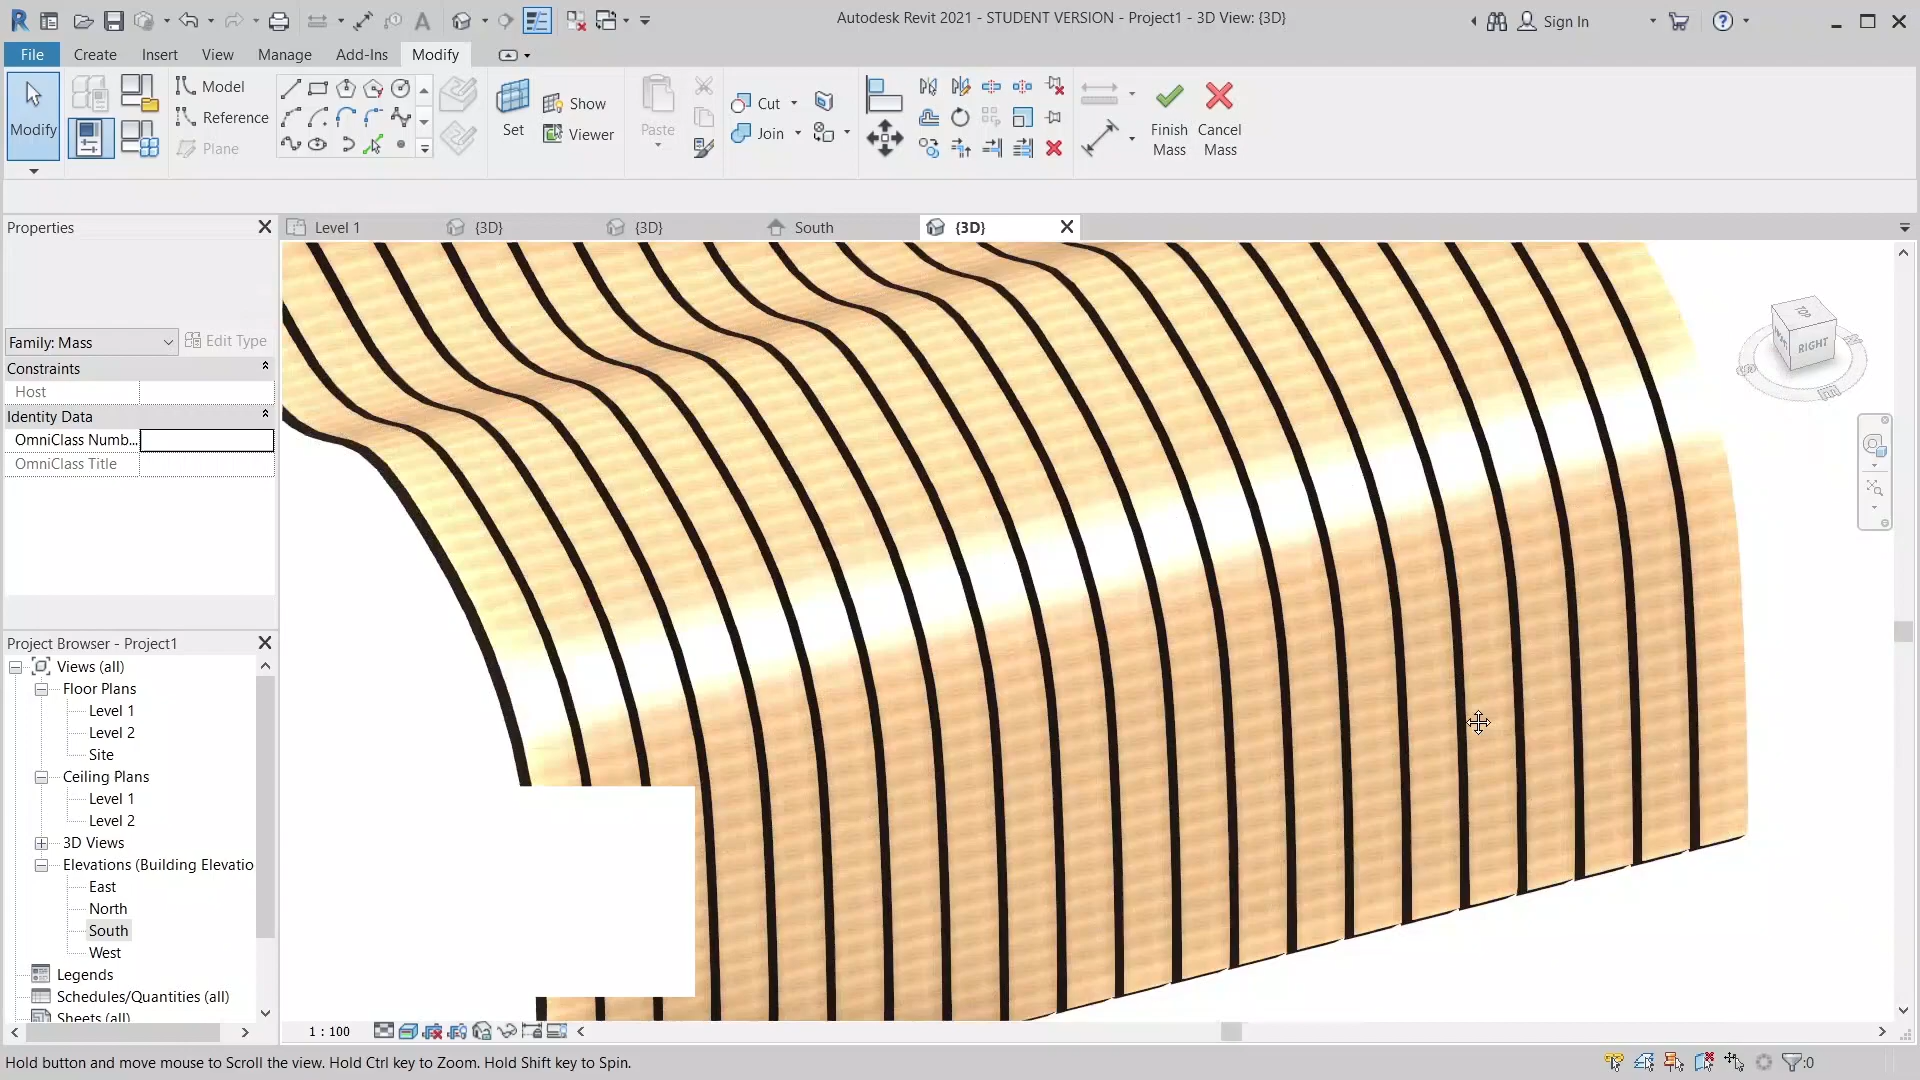 Autodesk Revit 2021 - STUDENT VERSION - Project1 - 3D View: {3D}
Sign In
File
Create
Insert
View
Manage
Add-Ins
Modify
Modify
Model
Reference
Plane
Set
Show
Viewer
Paste
Cut
Join
Finish
Mass
Cancel
Mass
Properties
Level 1
{3D}
{3D}
South
{3D}
Family: Mass
Edit Type
Constraints
Host
Identity Data
OmniClass Numb...
OmniClass Title
TOP
RIGHT
Project Browser - Project1
Views (all)
Floor Plans
Level 1
Level 2
Site
Ceiling Plans
Level 1
Level 2
3D Views
Elevations (Building Elevatio
East
North
South
West
Legends
Schedules/Quantities (all)
Sheets (all)
1 : 100
Hold button and move mouse to Scroll the view. Hold Ctrl key to Zoom. Hold Shift key to Spin.
:0